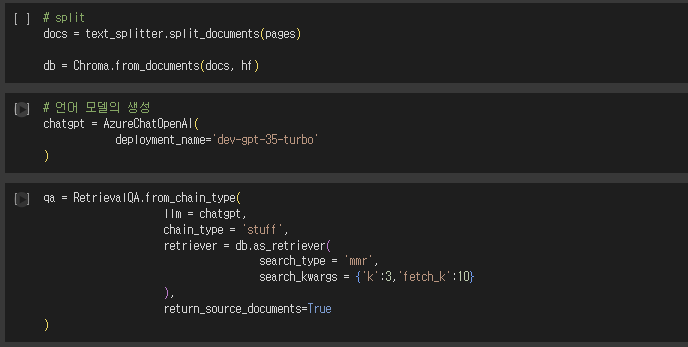 [ ] # split
docs = text_splitter.split_documents(pages)
db = Chroma.from_documents(docs, hf)
[ ] # 언어 모델의 생성
chatgpt = AzureChatOpenAI(
deployment_name='dev-gpt-35-turbo'
)
[ ] qa = RetrievalQA.from_chain_type(
llm = chatgpt,
chain_type = 'stuff',
retriever = db.as_retriever(
search_type = 'mmr',
search_kwargs = {'k':3,'fetch_k':10}
),
return_source_documents=True
)